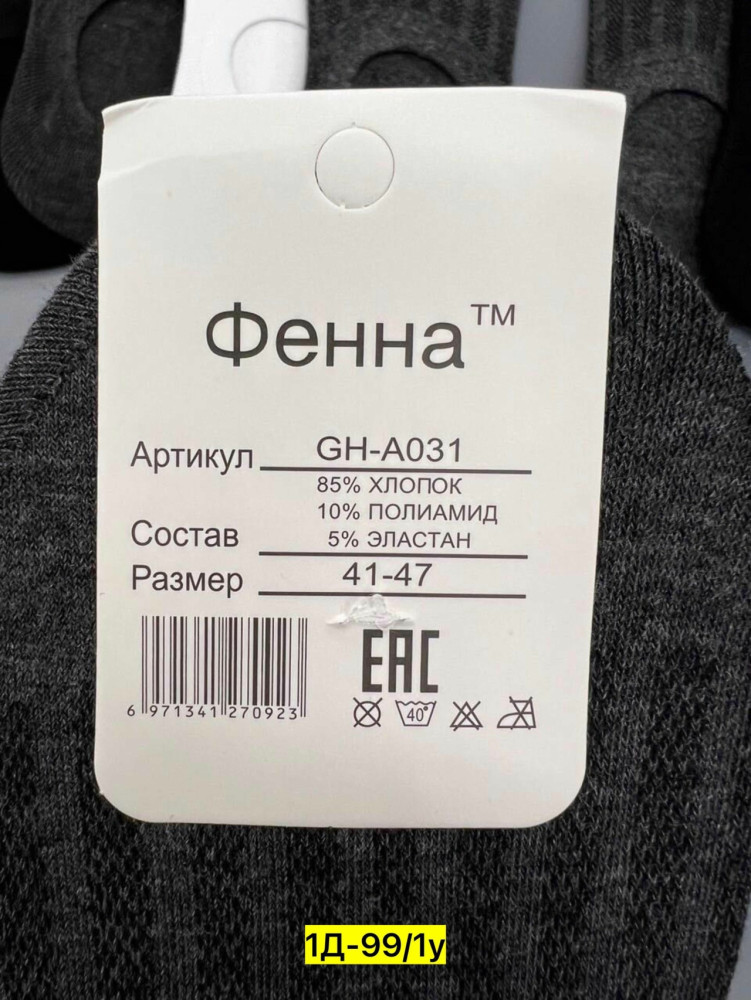 Фенна™
Артикул GH-A031
85% ХЛОПОК
10% ПОЛИАМИД
Состав 5% ЭЛАСТАН
Размер 41-47
EAC
6 971341 270923
40°
1Д-99/1у